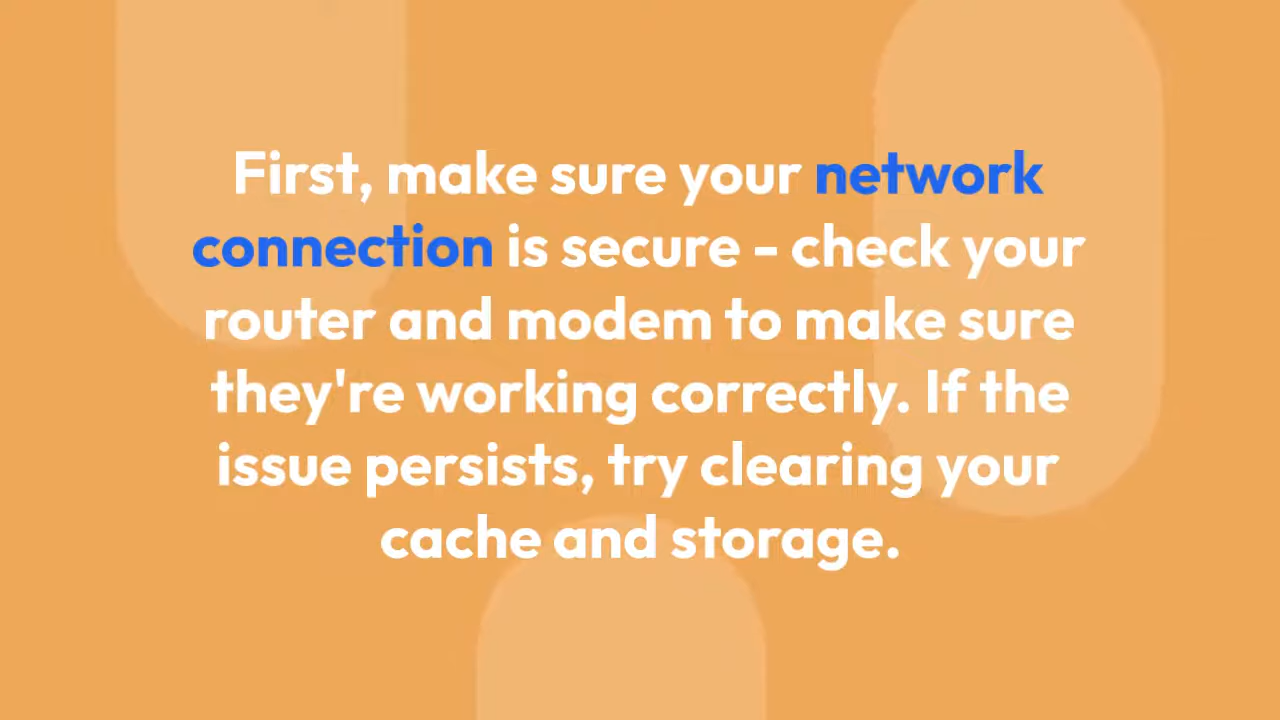 First, make sure your network
connection is secure - check your
router and modem to make sure
they're working correctly. If the
issue persists, try clearing your
cache and storage.